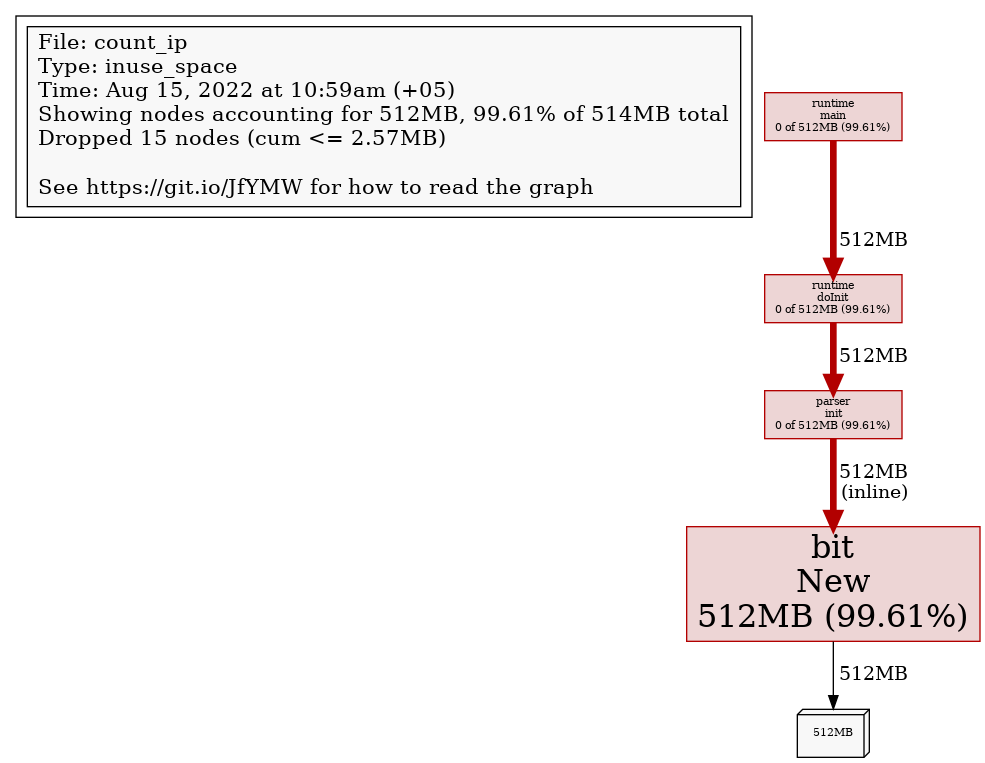 File: count_ip
Type: inuse_space
Time: Aug 15, 2022 at 10:59am (+05)
Showing nodes accounting for 512MB, 99.61% of 514MB total
Dropped 15 nodes (cum <= 2.57MB)
See https://git.io/JfYMW for how to read the graph
runtime
main
0 of 512MB (99.61%)
512MB
runtime
doInit
0 of 512MB (99.61%)
512MB
parser
init
0 of 512MB (99.61%)
512MB
(inline)
bit
New
512MB (99.61%)
512MB
512MB